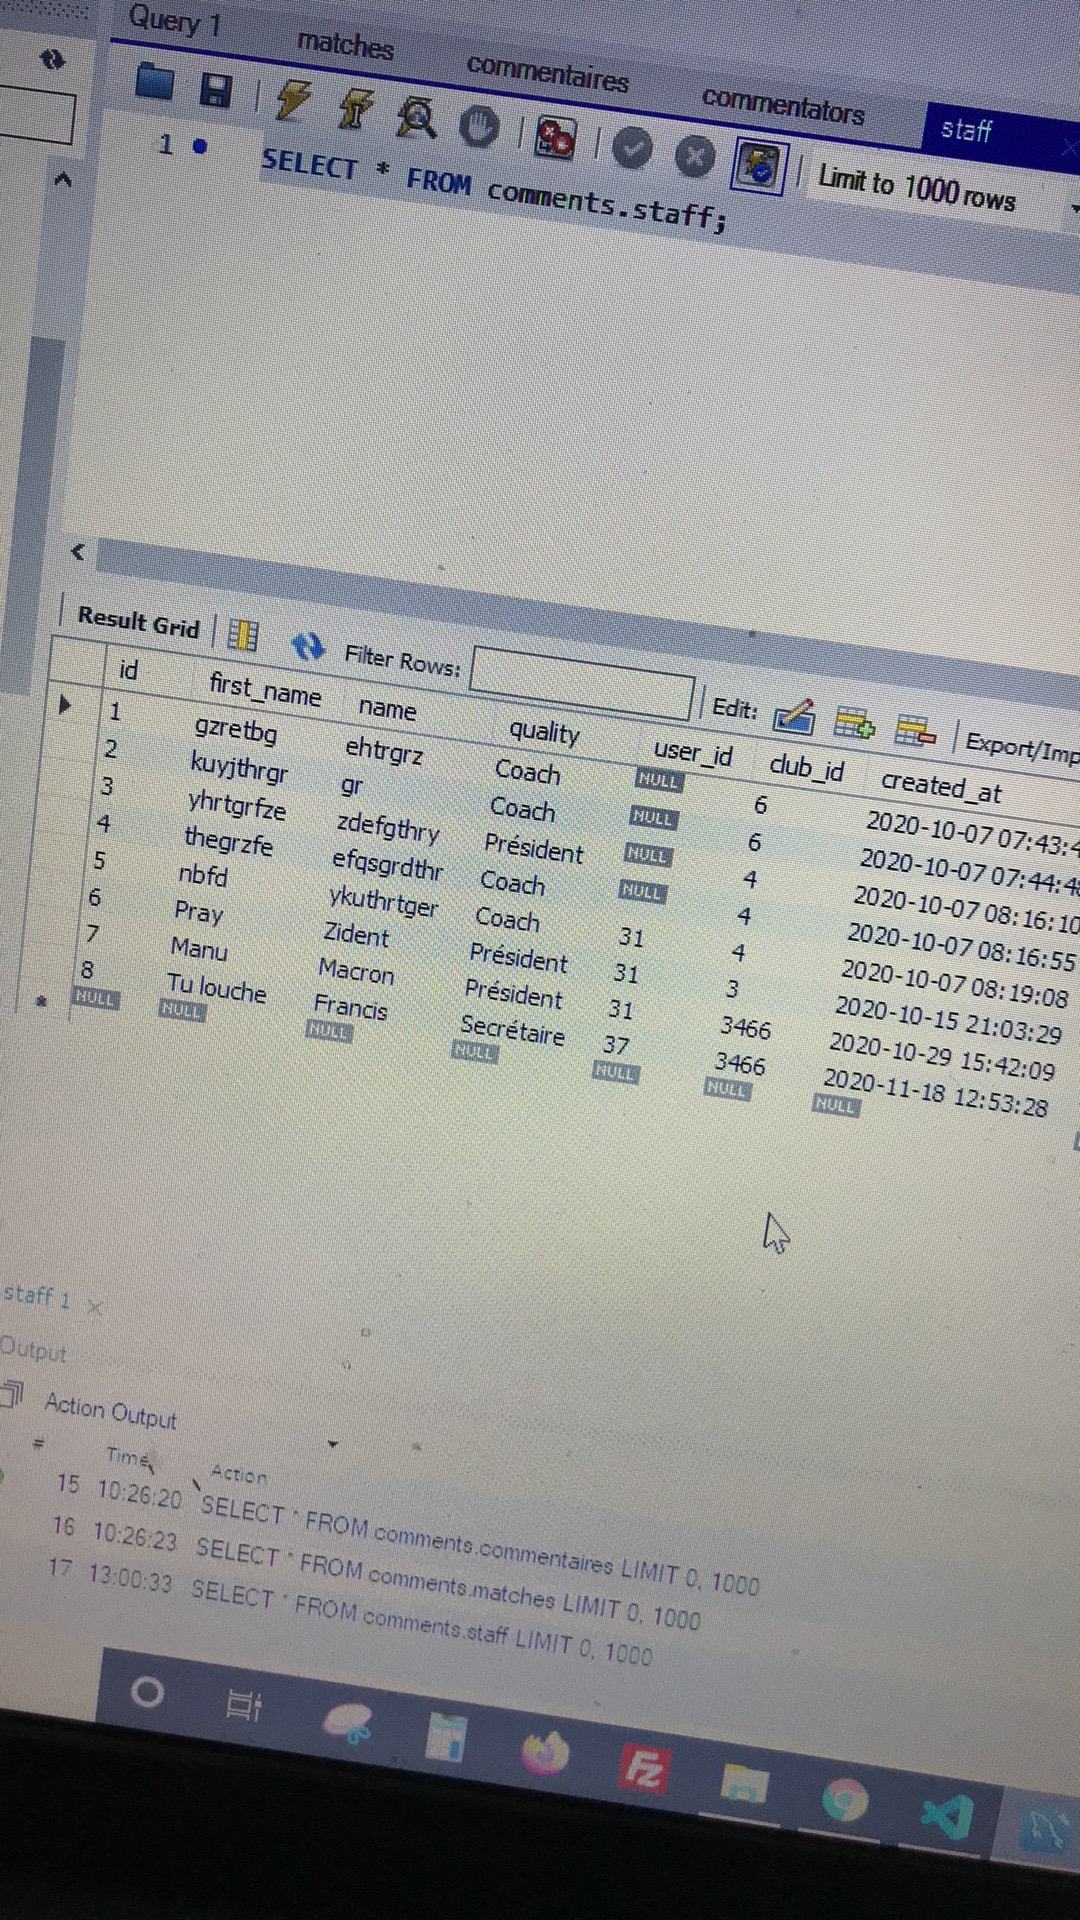 Query 1 matches commentaires commentators staff
Limit to 1000 rows
1 SELECT * FROM comments.staff;
Result Grid Filter Rows: Edit: Export/Imp
id first_name name quality user_id club_id created_at
1 gzretbg ehtrgrz Coach NULL 6 2020-10-07 07:43:4
2 kuyjthrgr gr Coach NULL 6 2020-10-07 07:44:4
3 yhrtgrfze zdefgthry Président NULL 4 2020-10-07 08:16:10
4 thegrzfe efqsgrdthr Coach NULL 4 2020-10-07 08:16:55
5 nbfd ykuthrtger Coach 31 4 2020-10-07 08:19:08
6 Pray Zident Président 31 3 2020-10-15 21:03:29
7 Manu Macron Président 31 3466 2020-10-29 15:42:09
8 Tu louche Francis Secrétaire 37 3466 2020-11-18 12:53:28
* NULL NULL NULL NULL NULL NULL NULL
staff 1
Output
Action Output
# Time Action
15 10:26:20 SELECT * FROM comments.commentaires LIMIT 0, 1000
16 10:26:23 SELECT * FROM comments.matches LIMIT 0, 1000
17 13:00:33 SELECT * FROM comments.staff LIMIT 0, 1000
Fz